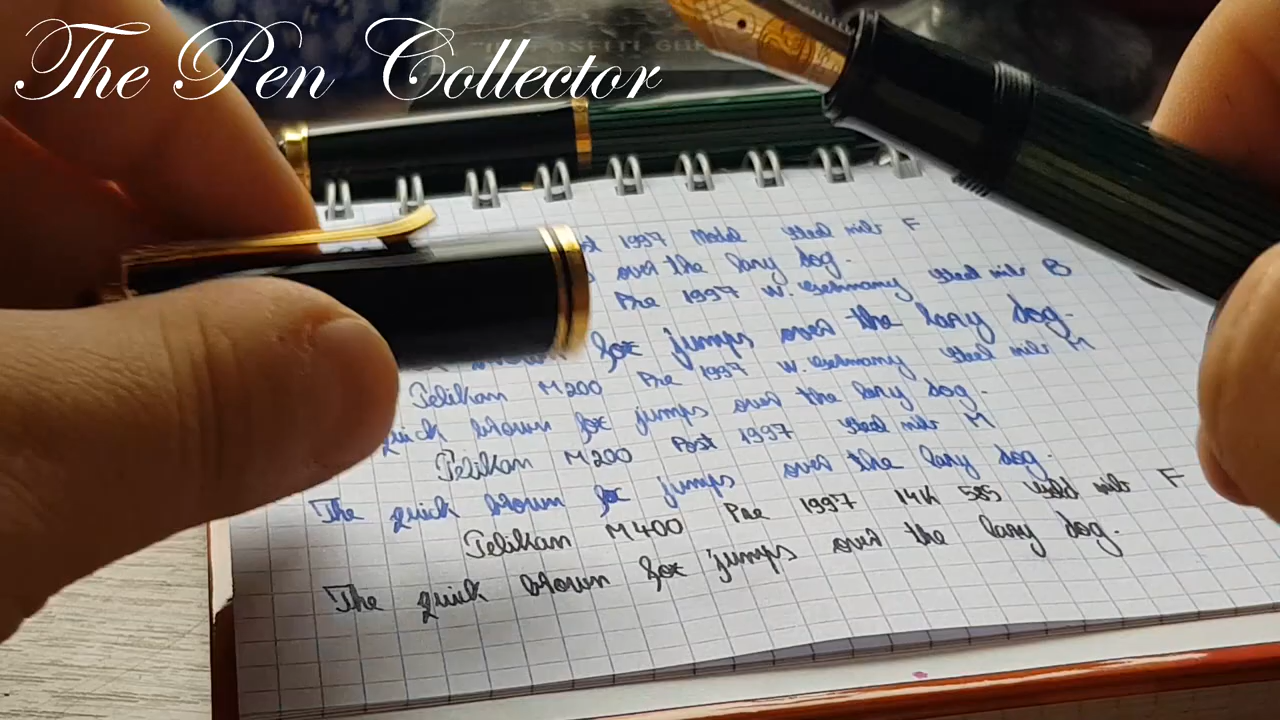 The Pen Collector
1997 Model Steel nib F
over the lazy dog.
Pre 1997 W. Germany Steel nib B
brown fox jumps over the lazy dog.
Pelikan M200 Pre 1997 W. Germany Steel nib M
quick brown fox jumps over the lazy dog.
Pelikan M200 Post 1997 Steel nib M
The quick brown fox jumps over the lazy dog.
Pelikan M400 Pre 1997 14K 585 Gold nib F
The quick brown fox jumps over the lazy dog.